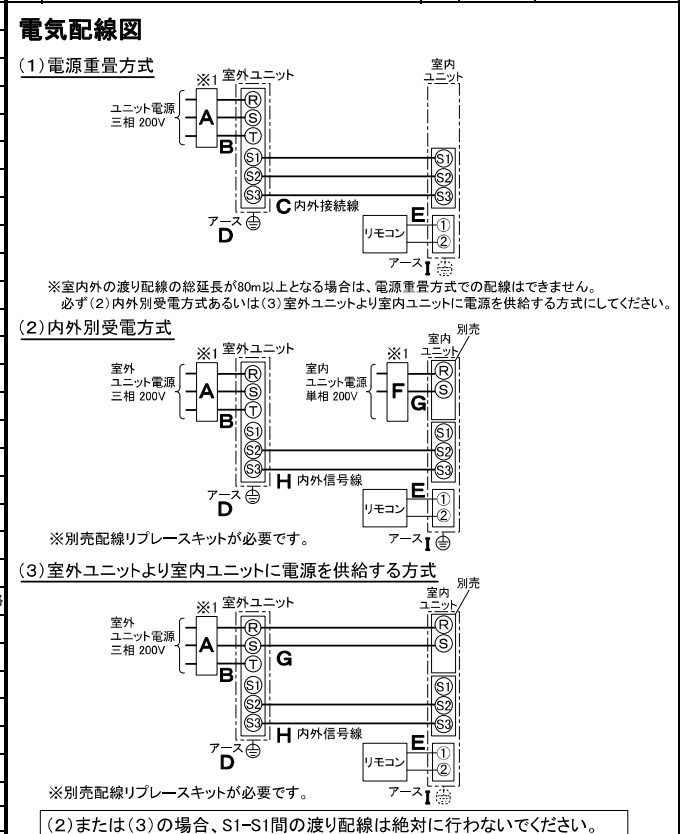 電気配線図
(1)電源重畳方式
※1 室外ユニット
室内
ユニット
ユニット電源
三相 200V
A
B
R
S
T
S1
S2
S3
S1
S2
S3
C 内外接続線
アース
D
リモコン
E
①
②
アース I
※室内外の渡り配線の総延長が80m以上となる場合は、電源重畳方式での配線はできません。
必ず(2)内外別受電方式あるいは(3)室外ユニットより室内ユニットに電源を供給する方式にしてください。
(2)内外別受電方式
※1 室外ユニット
※1
室内
ユニット
別売
室外
ユニット電源
三相 200V
A
B
R
S
T
S1
S2
S3
室内
ユニット電源
単相 200V
F
G
R
S
S1
S2
S3
H 内外信号線
アース
D
リモコン
E
①
②
アース I
※別売配線リプレースキットが必要です。
(3)室外ユニットより室内ユニットに電源を供給する方式
※1 室外ユニット
室内
ユニット
別売
室外
ユニット電源
三相 200V
A
B
R
S
T
S1
S2
S3
G
R
S
S1
S2
S3
H 内外信号線
アース
D
リモコン
E
①
②
アース I
※別売配線リプレースキットが必要です。
(2)または(3)の場合、S1-S1間の渡り配線は絶対に行わないでください。